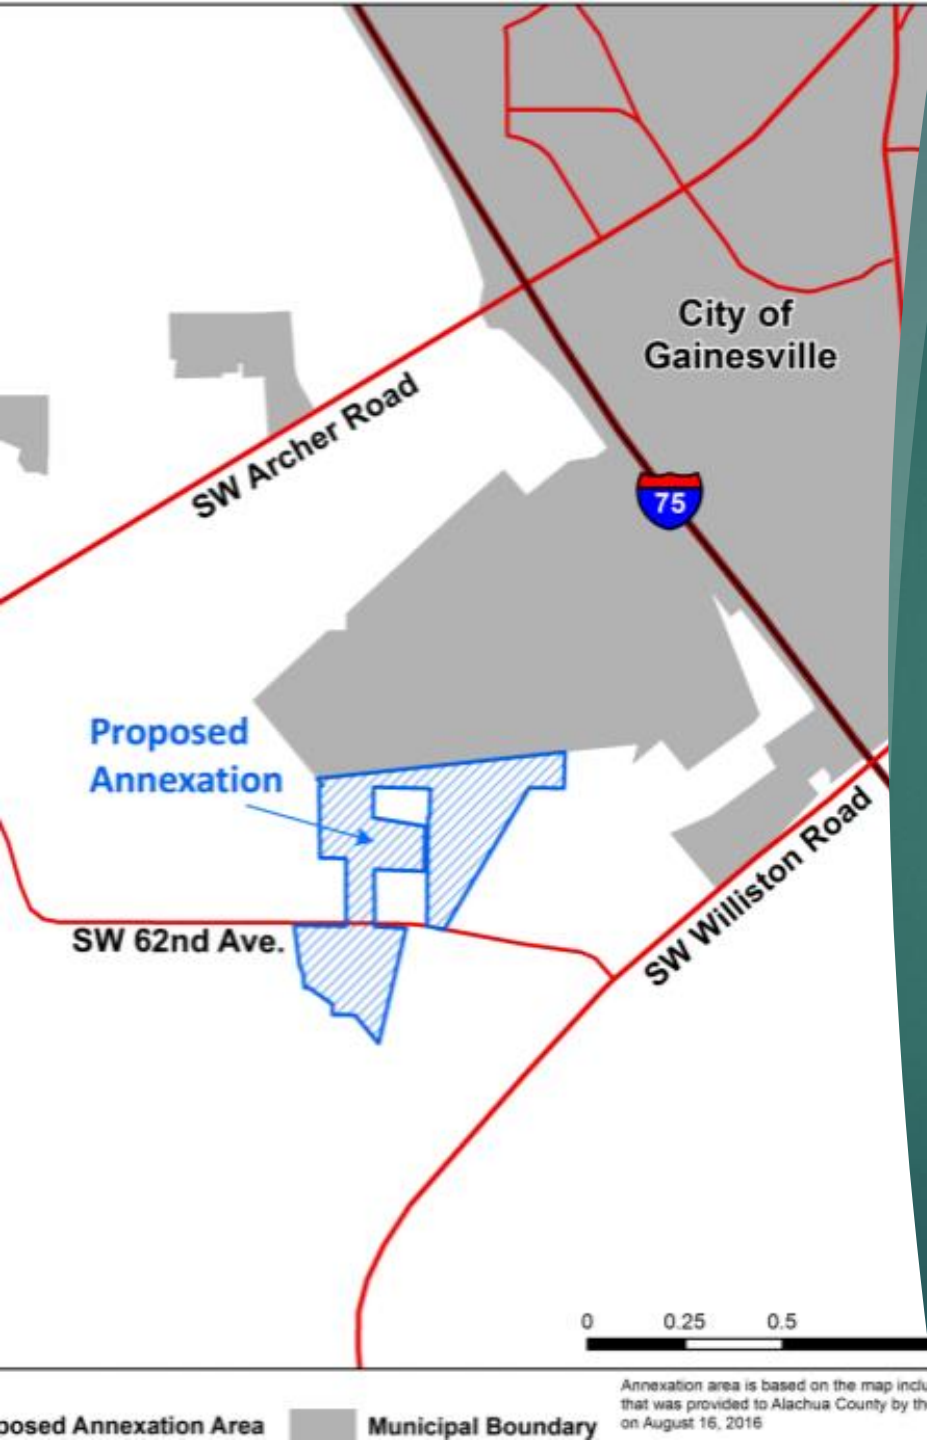 City of
Gainesville
SW Archer Road
75
Proposed
Annexation
SW 62nd Ave.
SW Williston Road
0 0.25 0.5
Annexation area is based on the map inclu
that was provided to Alachua County by th
posed Annexation Area Municipal Boundary on August 16, 2016